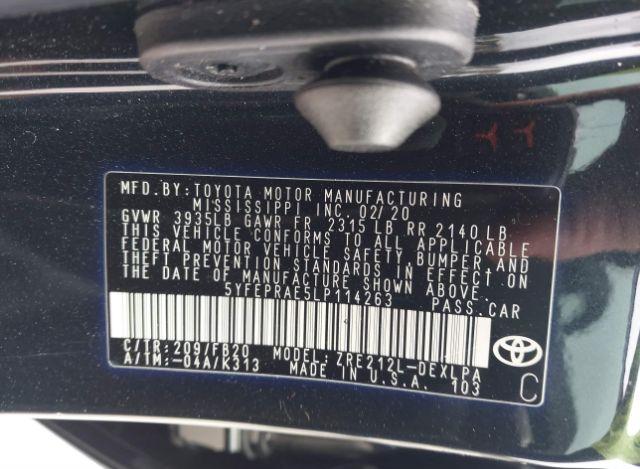 MFD.BY:TOYOTA MOTOR MANUFACTURING
MISSISSIPPI INC. 02/20
GVWR 3935LB GAWR FR 2315 LB RR 2140 LB
THIS VEHICLE CONFORMS TO ALL APPLICABLE
FEDERAL MOTOR VEHICLE SAFETY, BUMPER, AND
THEFT PREVENTION STANDARDS IN EFFECT ON
THE DATE OF MANUFACTURE SHOWN ABOVE.
5YFEPRAE5LP114263 PASS.CAR
C/TR:209/FB20 MODEL:ZRE212L-DEXLPA
A/TM:-04A/K313 MADE IN U.S.A. 103
C